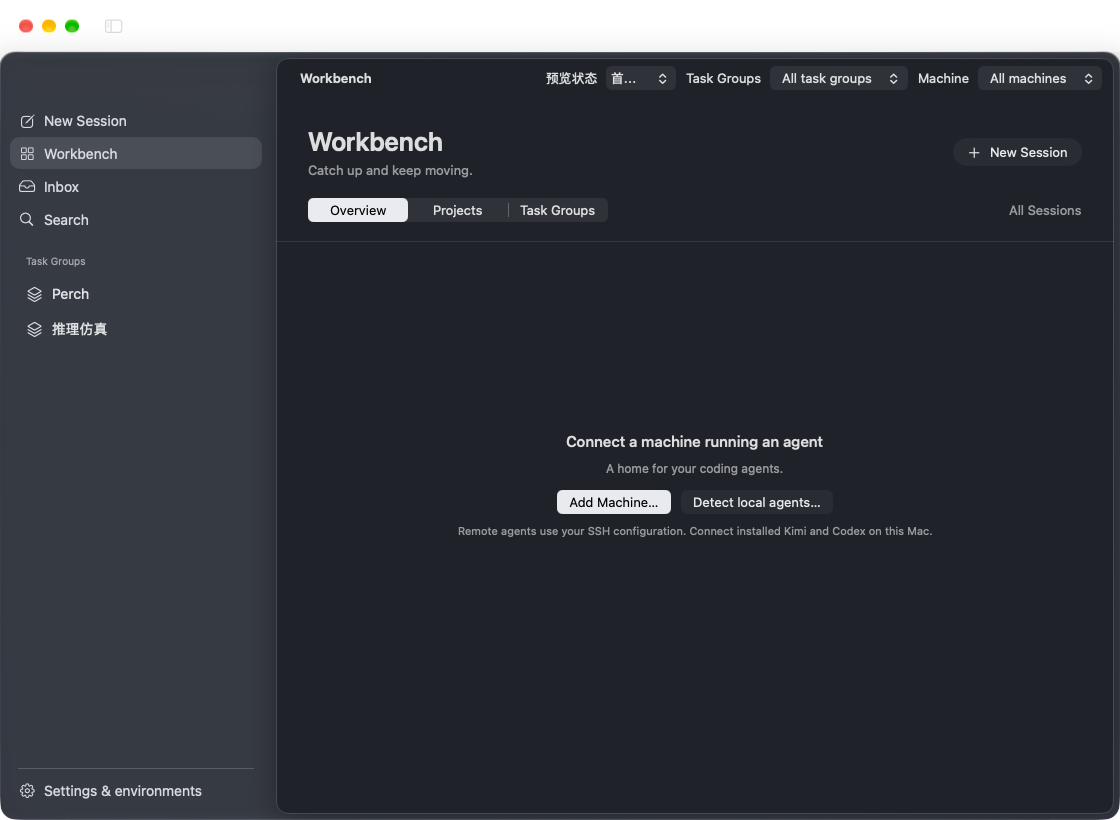 New Session
Workbench
Inbox
Search
Task Groups
Perch
推理仿真
Settings & environments
Workbench 预览状态 首... Task Groups All task groups Machine All machines
Workbench
Catch up and keep moving.
+ New Session
Overview Projects Task Groups All Sessions
Connect a machine running an agent
A home for your coding agents.
Add Machine... Detect local agents...
Remote agents use your SSH configuration. Connect installed Kimi and Codex on this Mac.